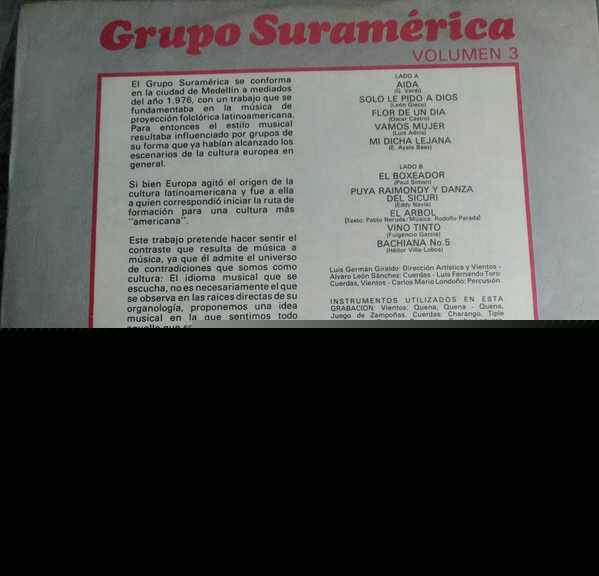 Grupo Suramérica
VOLUMEN 3
El Grupo Suramérica se conforma
en la ciudad de Medellín a mediados
del año 1.976, con un trabajo que se
fundamentaba en la música de
proyección folclórica latinoamericana.
Para entonces el estilo musical
resultaba influenciado por grupos de
su forma que ya habían alcanzado los
escenarios de la cultura europea en
general.
Si bien Europa agitó el origen de la
cultura latinoamericana y fue a ella
a quien correspondió iniciar la ruta de
formación para una cultura más
"americana".
Este trabajo pretende hacer sentir el
contraste que resulta de música a
música, ya que él admite el universo
de contradiciones que somos como
cultura: El idioma musical que se
escucha, no es necesariamente el que
se observa en las raices directas de su
organología, proponemos una idea
musical en la que sentimos todo
LADO A
AIDA
(G. Verdi)
SOLO LE PIDO A DIOS
(León Gieco)
FLOR DE UN DIA
(Oscar Castro)
VAMOS MUJER
(Luis Advis)
MI DICHA LEJANA
(E. Ayala Báez)
LADO B
EL BOXEADOR
(Paul Simon)
PUYA RAIMONDY Y DANZA
DEL SICURI
(Eddy Navia)
EL ARBOL
(Texto: Pablo Neruda/Música: Rodolfo Parada)
VINO TINTO
(Fulgencio García)
BACHIANA No.5
(Héitor Villa-Lobos)
Luis Germán Giraldo: Dirección Artística y Vientos -
Alvaro León Sánchez: Cuerdas - Luis Fernando Toro:
Cuerdas, Vientos - Carlos Mario Londoño: Percusión.
INSTRUMENTOS UTILIZADOS EN ESTA
GRABACION: Vientos: Quena, Quena - Quena,
Juego de Zampoñas. Cuerdas: Charango, Tiple